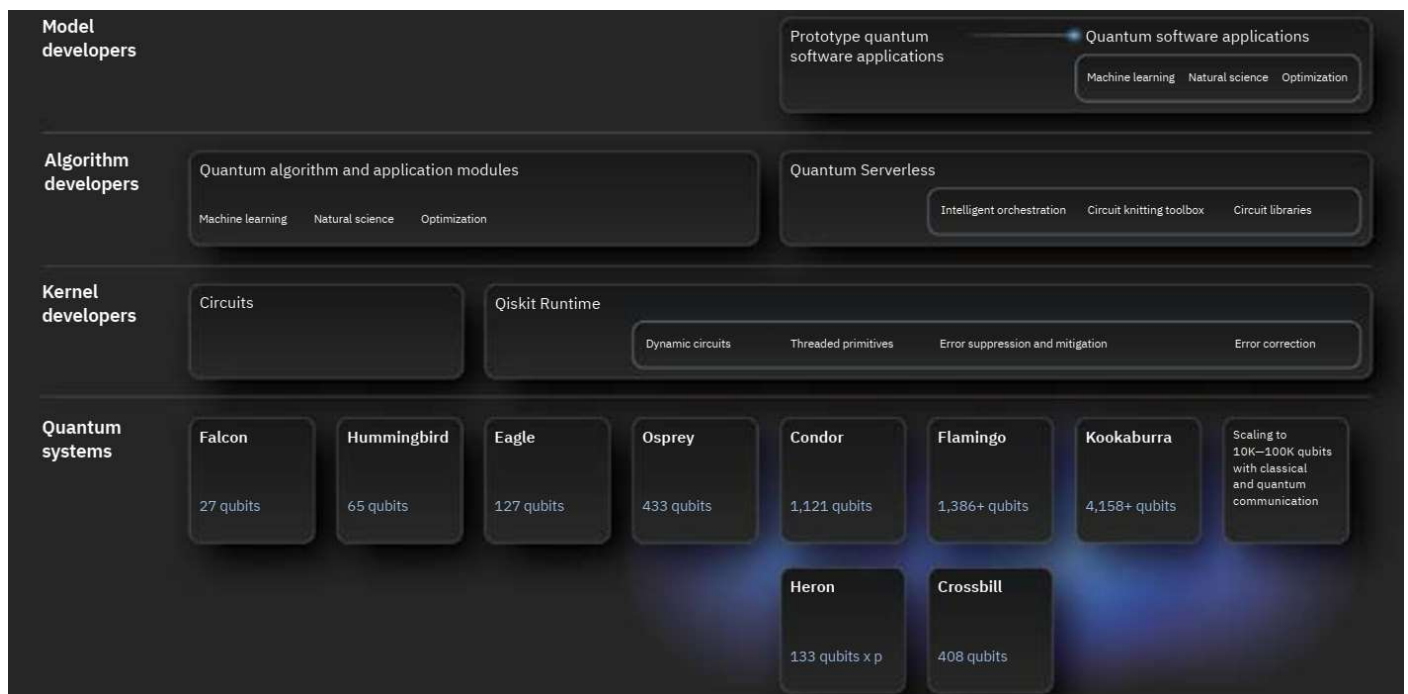 Model
developers
Prototype quantum
software applications
Quantum software applications
Machine learning Natural science Optimization
Algorithm
developers
Quantum algorithm and application modules
Machine learning Natural science Optimization
Quantum Serverless
Intelligent orchestration Circuit knitting toolbox Circuit libraries
Kernel
developers
Circuits
Qiskit Runtime
Dynamic circuits Threaded primitives Error suppression and mitigation Error correction
Quantum
systems
Falcon
27 qubits
Hummingbird
65 qubits
Eagle
127 qubits
Osprey
433 qubits
Condor
1,121 qubits
Flamingo
1,386+ qubits
Kookaburra
4,158+ qubits
Scaling to
10K—100K qubits
with classical
and quantum
communication
Heron
133 qubits x p
Crossbill
408 qubits